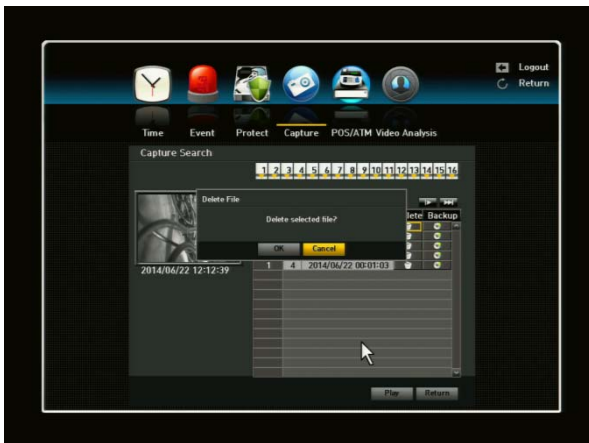 Logout
Return
Time Event Protect Capture POS/ATM Video Analysis
Capture Search
1 2 3 4 5 6 7 8 9 10 11 12 13 14 15 16
Delete File
lete Backup
Delete selected file?
OK Cancel
1 4 2014/06/22 00:01:03
2014/06/22 12:12:39
Play Return